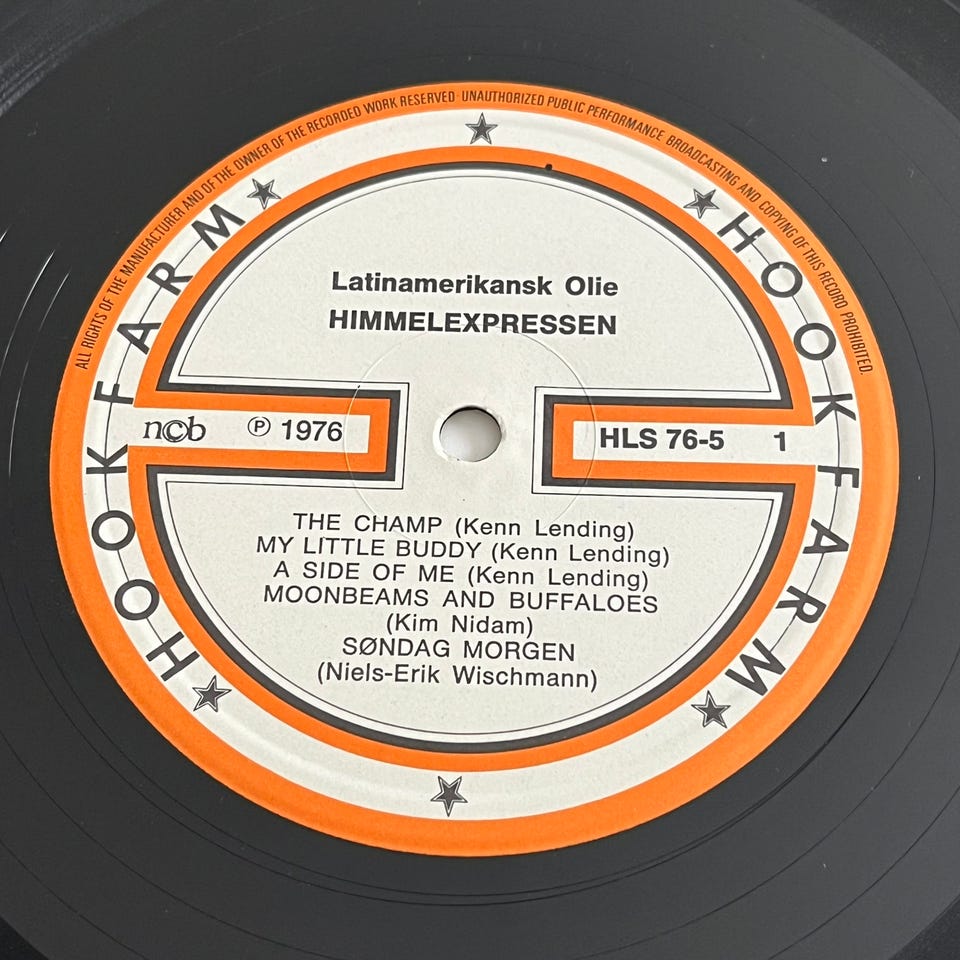 ALL RIGHTS OF THE MANUFACTURER AND OF THE OWNER OF THE RECORDED WORK RESERVED · UNAUTHORIZED PUBLIC PERFORMANCE BROADCASTING AND COPYING OF THIS RECORD PROHIBITED.
HOOKFARM
HOOKFARM
Latinamerikansk Olie
HIMMELEXPRESSEN
ncb ℗ 1976
HLS 76-5 1
THE CHAMP (Kenn Lending)
MY LITTLE BUDDY (Kenn Lending)
A SIDE OF ME (Kenn Lending)
MOONBEAMS AND BUFFALOES
(Kim Nidam)
SØNDAG MORGEN
(Niels-Erik Wischmann)